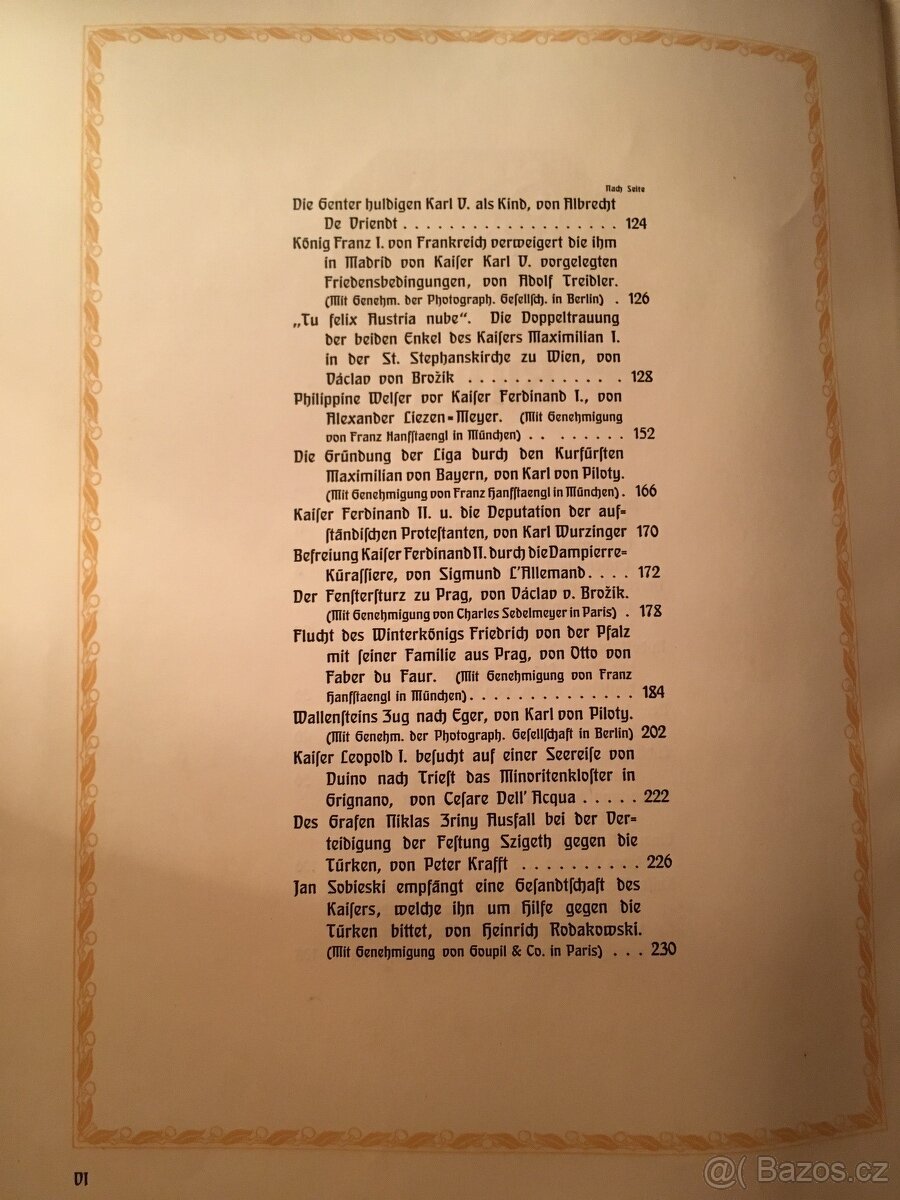 Nach Seite
Die Genter huldigen Karl V. als Kind, von Albrecht
De Vriendt . . . . . . . . . . . . . . . . . . . 124
König Franz I. von Frankreich verweigert die ihm
in Madrid von Kaiſer Karl V. vorgelegten
Friedensbedingungen, von Adolf Treidler.
(Mit Genehm. der Photograph. Geſellſch. in Berlin) . 126
„Tu felix Austria nube“. Die Doppeltrauung
der beiden Enkel des Kaiſers Maximilian I.
in der St. Stephanskirche zu Wien, von
Václav von Brožik . . . . . . . . . . . . . 128
Philippine Welſer vor Kaiſer Ferdinand I., von
Alexander Liezen-Meyer. (Mit Genehmigung
von Franz Hanfſtaengl in München) . . . . . . . . 152
Die Gründung der Liga durch den Kurfürſten
Maximilian von Bayern, von Karl von Piloty.
(Mit Genehmigung von Franz Hanfſtaengl in München) . 166
Kaiſer Ferdinand II. u. die Deputation der auf-
ſtändiſchen Proteſtanten, von Karl Wurzinger 170
Befreiung Kaiſer Ferdinand II. durch die Dampierre-
Küraſſiere, von Sigmund L'Allemand . . . . 172
Der Fenſterſturz zu Prag, von Václav v. Brožik.
(Mit Genehmigung von Charles Sedelmeyer in Paris) . 178
Flucht des Winterkönigs Friedrich von der Pfalz
mit ſeiner Familie aus Prag, von Otto von
Faber du Faur. (Mit Genehmigung von Franz
Hanfſtaengl in München) . . . . . . . . . . . . . . 184
Wallenſteins Zug nach Eger, von Karl von Piloty.
(Mit Genehm. der Photograph. Geſellſchaft in Berlin) 202
Kaiſer Leopold I. beſucht auf einer Seereiſe von
Duino nach Trieſt das Minoritenkloſter in
Grignano, von Ceſare Dell' Acqua . . . . . 222
Des Grafen Niklas Zriny Ausfall bei der Ver-
teidigung der Feſtung Szigeth gegen die
Türken, von Peter Krafft . . . . . . . . . . 226
Jan Sobieski empfängt eine Geſandtſchaft des
Kaiſers, welche ihn um Hilfe gegen die
Türken bittet, von Heinrich Rodakowski.
(Mit Genehmigung von Goupil & Co. in Paris) . . . 230
VI
@( Bazos.cz